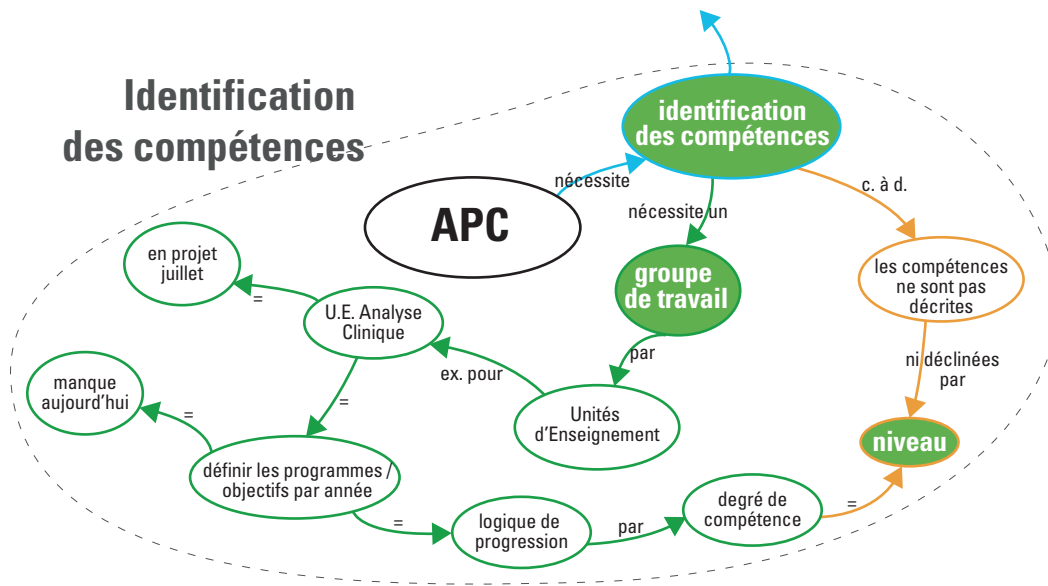 Identification
des compétences
identification
des compétences
nécessite
APC
nécessite un
c. à d.
groupe
de travail
les compétences
ne sont pas
décrites
en projet
juillet
=
U.E. Analyse
Clinique
par
ni déclinées
par
ex. pour
manque
aujourd'hui
=
=
Unités
d'Enseignement
niveau
définir les programmes /
objectifs par année
=
logique de
progression
par
degré de
compétence
=